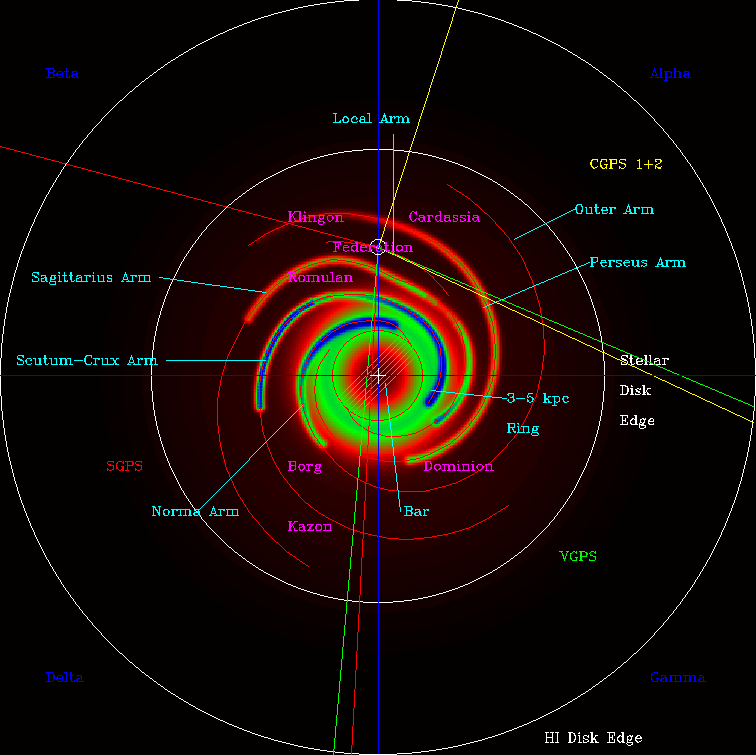 Beta
Alpha
Local Arm
CGPS 1+2
Klingon
Cardassia
Outer Arm
Federation
Perseus Arm
Sagittarius Arm
Romulan
Scutum-Crux Arm
Stellar
Disk
Edge
3-5 kpc
Ring
SGPS
Borg
Dominion
Norma Arm
Bar
Kazon
VGPS
Delta
Gamma
HI Disk Edge